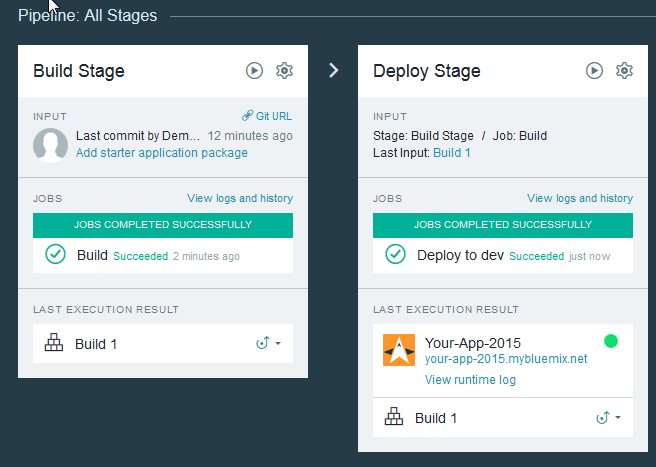 Pipeline: All Stages
Build Stage
INPUT
Git URL
Last commit by Dem... 12 minutes ago
Add starter application package
JOBS
View logs and history
JOBS COMPLETED SUCCESSFULLY
Build Succeeded 2 minutes ago
LAST EXECUTION RESULT
Build 1
Deploy Stage
INPUT
Stage: Build Stage / Job: Build
Last Input: Build 1
JOBS
View logs and history
JOBS COMPLETED SUCCESSFULLY
Deploy to dev Succeeded just now
LAST EXECUTION RESULT
Your-App-2015
your-app-2015.mybluemix.net
View runtime log
Build 1